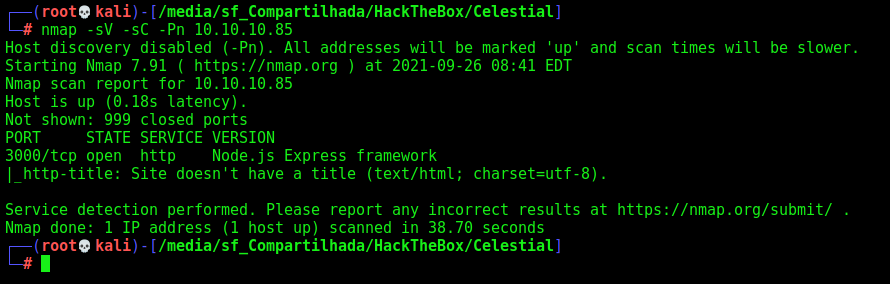 ┌──(root💀kali)-[/media/sf_Compartilhada/HackTheBox/Celestial]
└─# nmap -sV -sC -Pn 10.10.10.85
Host discovery disabled (-Pn). All addresses will be marked 'up' and scan times will be slower.
Starting Nmap 7.91 ( https://nmap.org ) at 2021-09-26 08:41 EDT
Nmap scan report for 10.10.10.85
Host is up (0.18s latency).
Not shown: 999 closed ports
PORT     STATE SERVICE VERSION
3000/tcp open  http    Node.js Express framework
|_http-title: Site doesn't have a title (text/html; charset=utf-8).

Service detection performed. Please report any incorrect results at https://nmap.org/submit/ .
Nmap done: 1 IP address (1 host up) scanned in 38.70 seconds
┌──(root💀kali)-[/media/sf_Compartilhada/HackTheBox/Celestial]
└─#